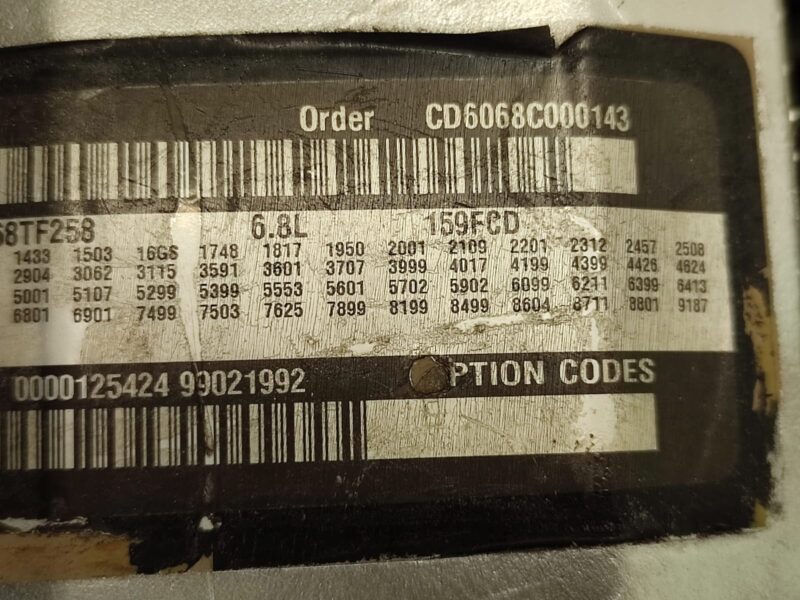 Order CD6068C000143
68TF258 6.8L 159FCD
1433 1503 16GS 1748 1817 1950 2001 2109 2201 2312 2457 2508
2904 3062 3115 3591 3601 3707 3999 4017 4199 4399 4426 4624
5001 5107 5299 5399 5553 5601 5702 5902 6099 6211 6399 6413
6801 6901 7499 7503 7625 7899 8199 8499 8604 8711 8801 9187
0000125424 99021992 PTION CODES